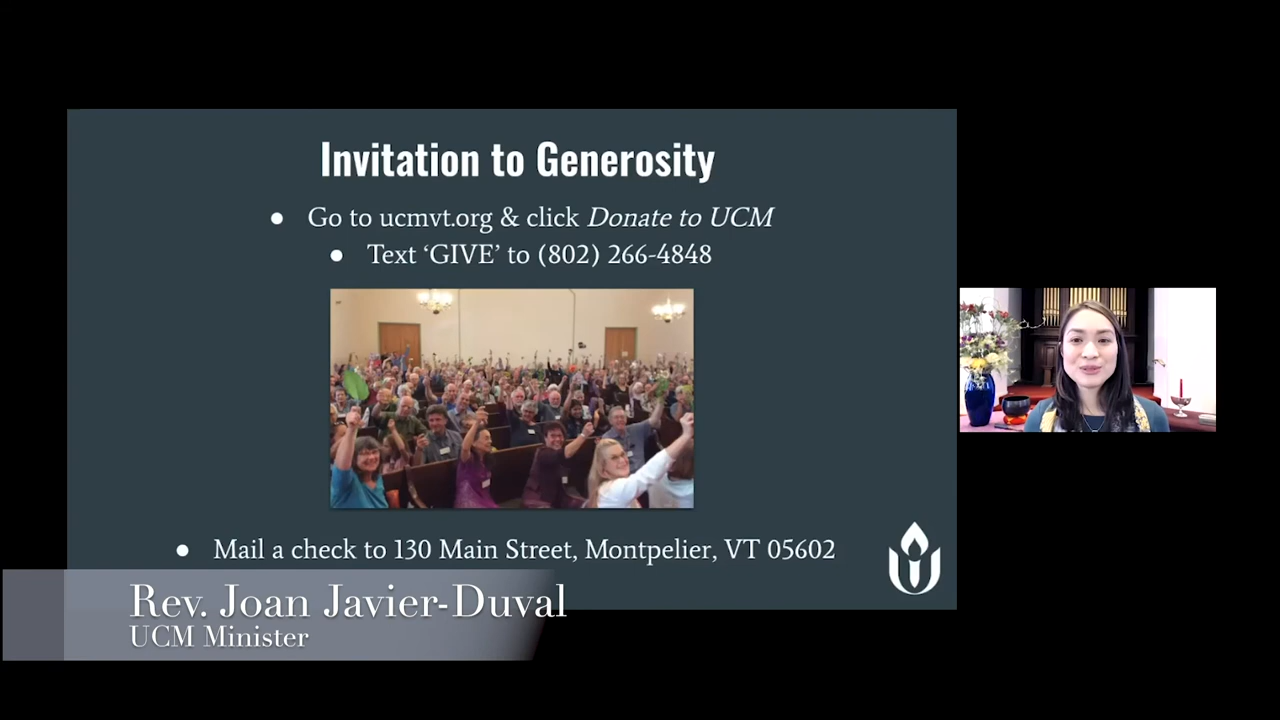 Invitation to Generosity
● Go to ucmvt.org & click Donate to UCM
● Text ‘GIVE’ to (802) 266-4848
● Mail a check to 130 Main Street, Montpelier, VT 05602
Rev. Joan Javier-Duval
UCM Minister